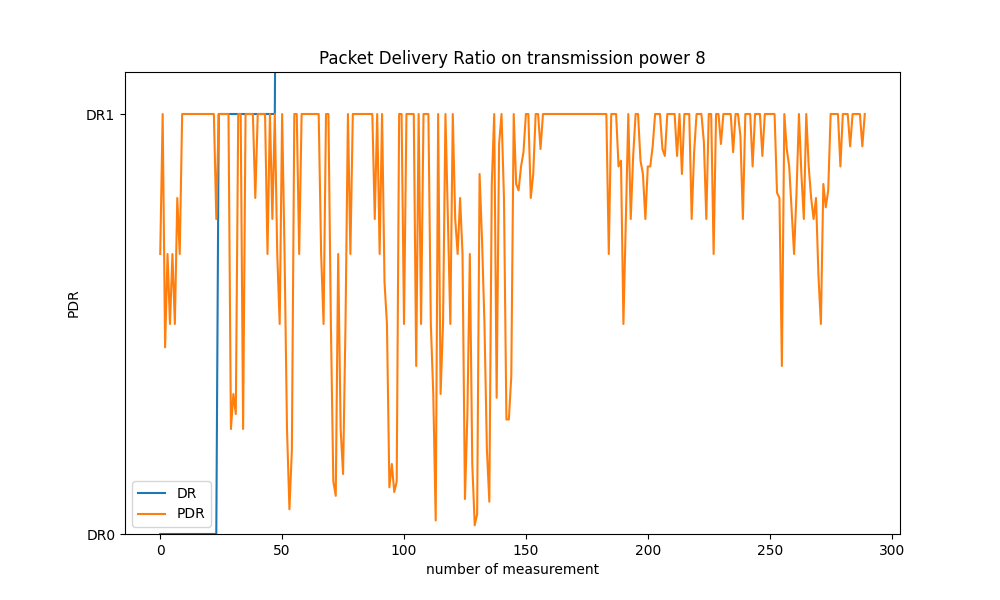 Packet Delivery Ratio on transmission power 8
DR1
PDR
DR0
DR
PDR
0 50 100 150 200 250 300
number of measurement